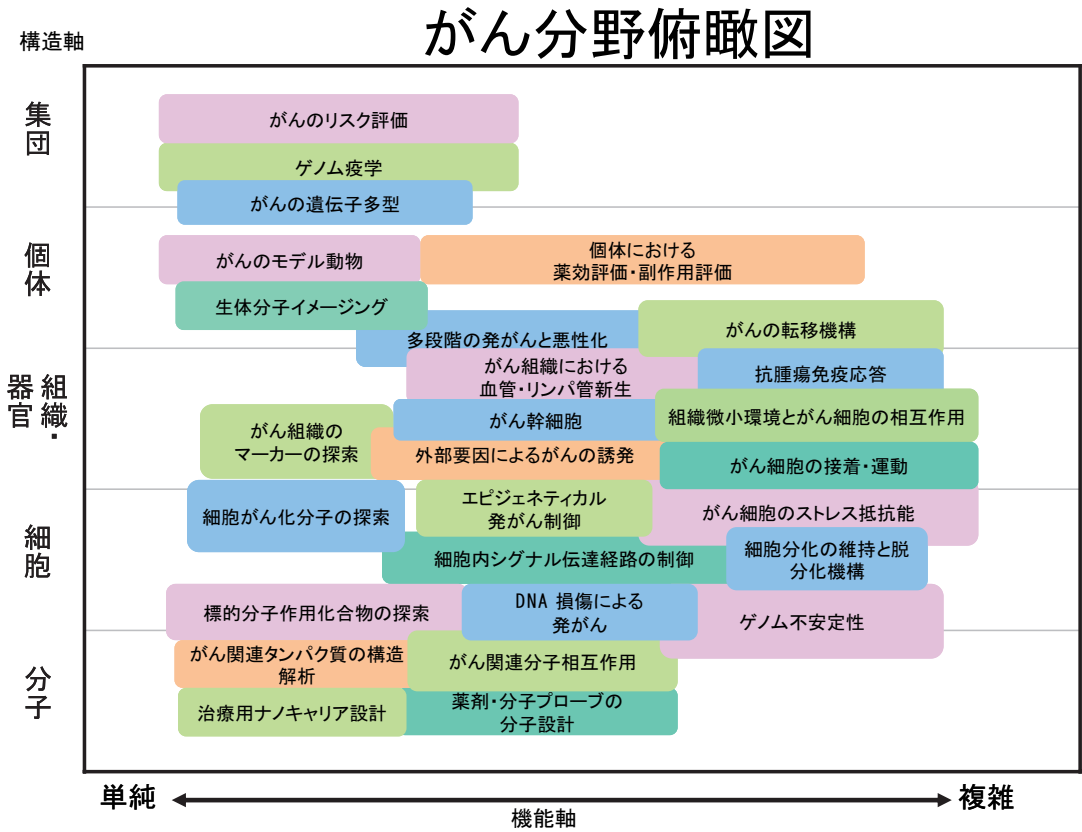 がん分野俯瞰図
構造軸
集団
がんのリスク評価
ゲノム疫学
がんの遺伝子多型
個体
がんのモデル動物
個体における
薬効評価・副作用評価
生体分子イメージング
多段階の発がんと悪性化
がんの転移機構
組織・
器官
がん組織における
血管・リンパ管新生
抗腫瘍免疫応答
がん幹細胞
組織微小環境とがん細胞の相互作用
がん組織の
マーカーの探索
外部要因によるがんの誘発
がん細胞の接着・運動
細胞
細胞がん化分子の探索
エピジェネティカル
発がん制御
がん細胞のストレス抵抗能
細胞内シグナル伝達経路の制御
細胞分化の維持と脱
分化機構
標的分子作用化合物の探索
DNA 損傷による
発がん
ゲノム不安定性
分子
がん関連タンパク質の構造
解析
がん関連分子相互作用
治療用ナノキャリア設計
薬剤・分子プローブの
分子設計
単純
複雑
機能軸